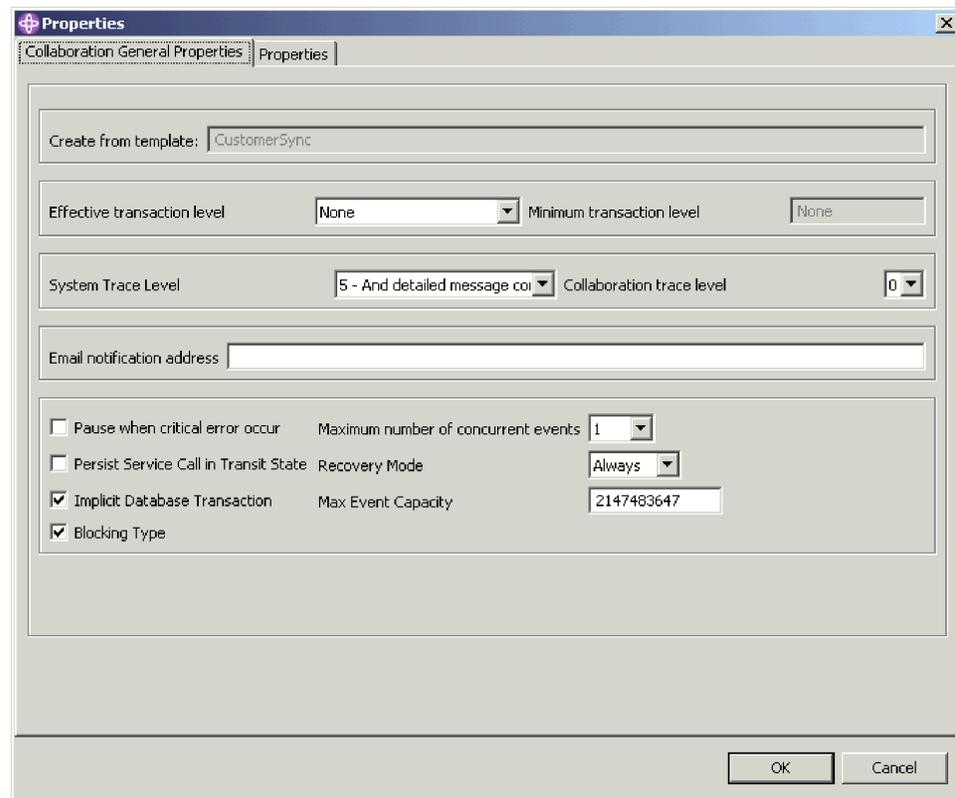 Properties
Collaboration General Properties Properties
Create from template: CustomerSync
Effective transaction level None Minimum transaction level None
System Trace Level 5 - And detailed message co Collaboration trace level 0
Email notification address
Pause when critical error occur Maximum number of concurrent events 1
Persist Service Call in Transit State Recovery Mode Always
Implicit Database Transaction Max Event Capacity 2147483647
Blocking Type
OK Cancel